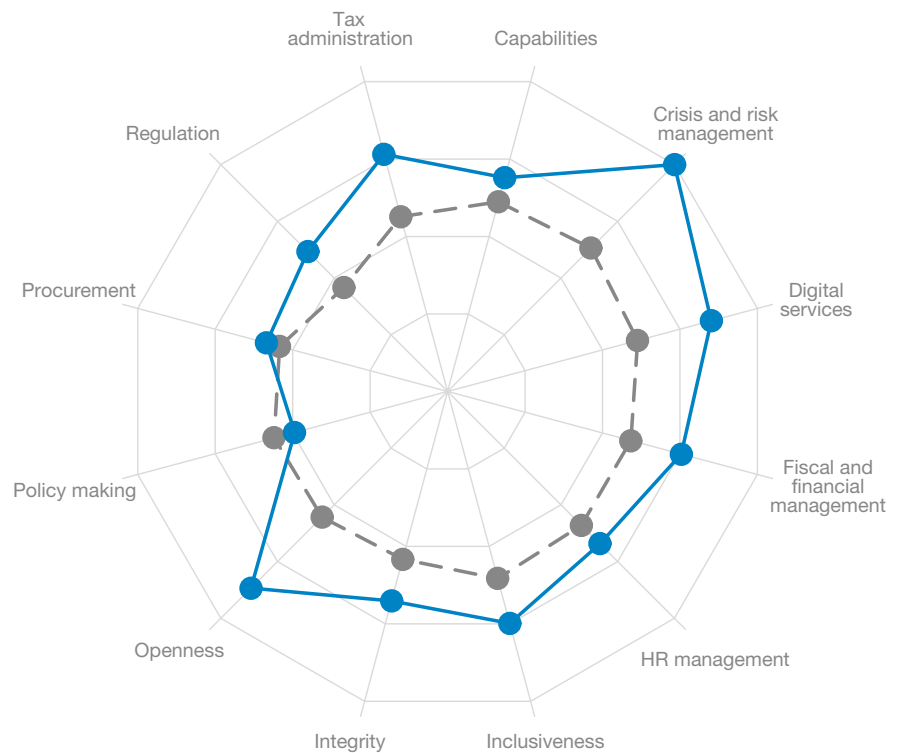 Tax
administration
Capabilities
Crisis and risk
management
Regulation
Procurement
Digital
services
Policy making
Fiscal and
financial
management
Openness
HR management
Integrity
Inclusiveness